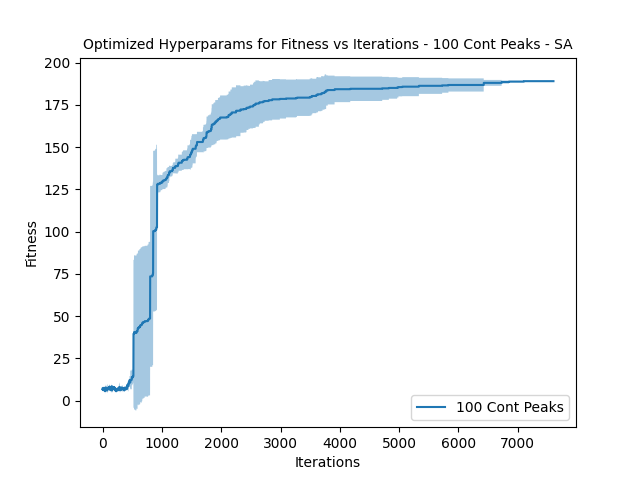 Optimized Hyperparams for Fitness vs Iterations - 100 Cont Peaks - SA
200
175
150
125
100
75
50
25
0
Fitness
100 Cont Peaks
0 1000 2000 3000 4000 5000 6000 7000
Iterations